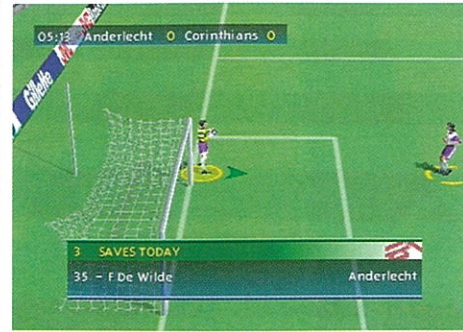 05:13 Anderlecht 0 Corinthians 0
Gillette
3 SAVES TODAY
35 - F De Wilde Anderlecht